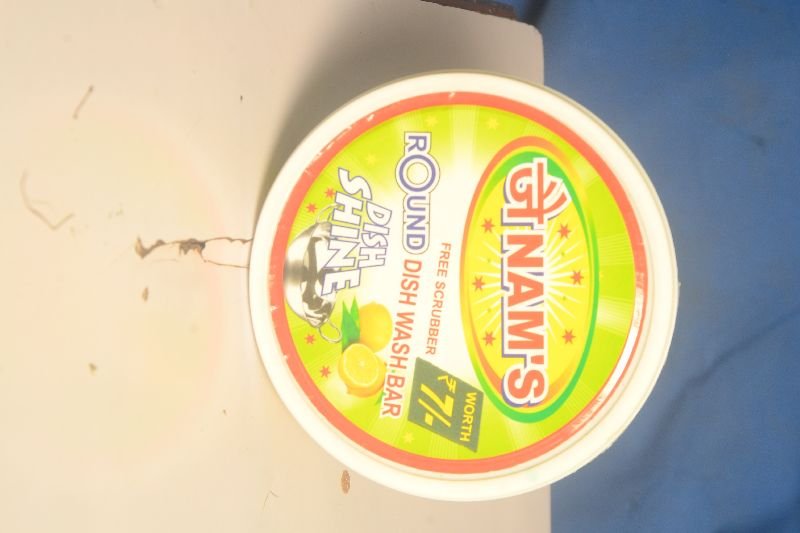 ॐ NAM'S
FREE SCRUBBER
WORTH
₹ 7/-
ROUND DISH WASH BAR
DISH
SHINE